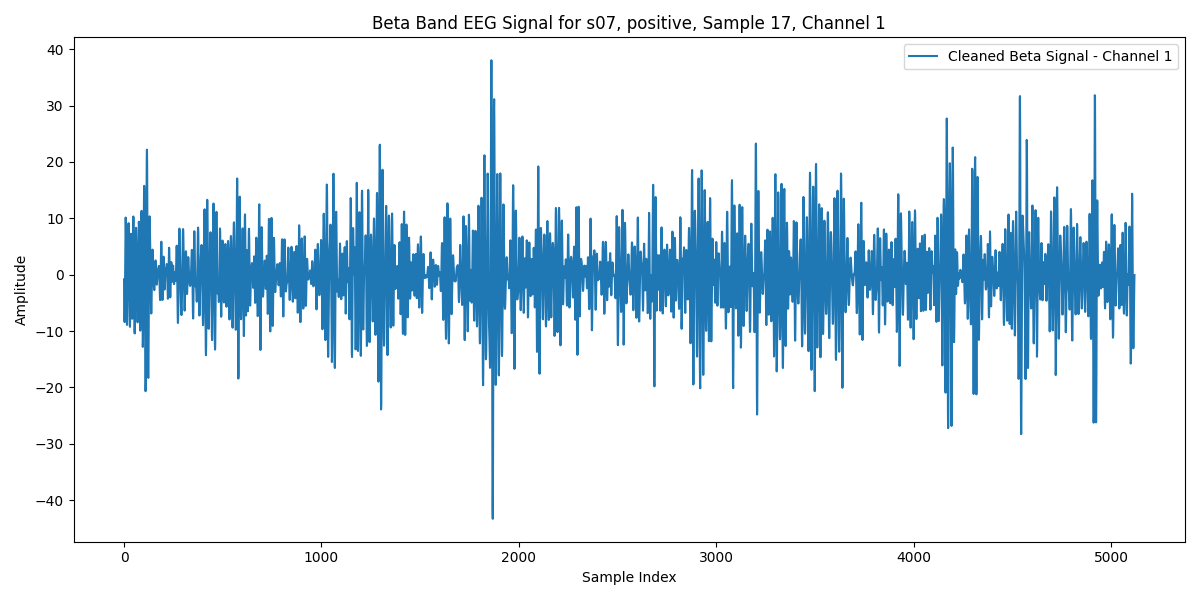 Beta Band EEG Signal for s07, positive, Sample 17, Channel 1
Cleaned Beta Signal - Channel 1
Amplitude
40
30
20
10
0
−10
−20
−30
−40
0 1000 2000 3000 4000 5000
Sample Index